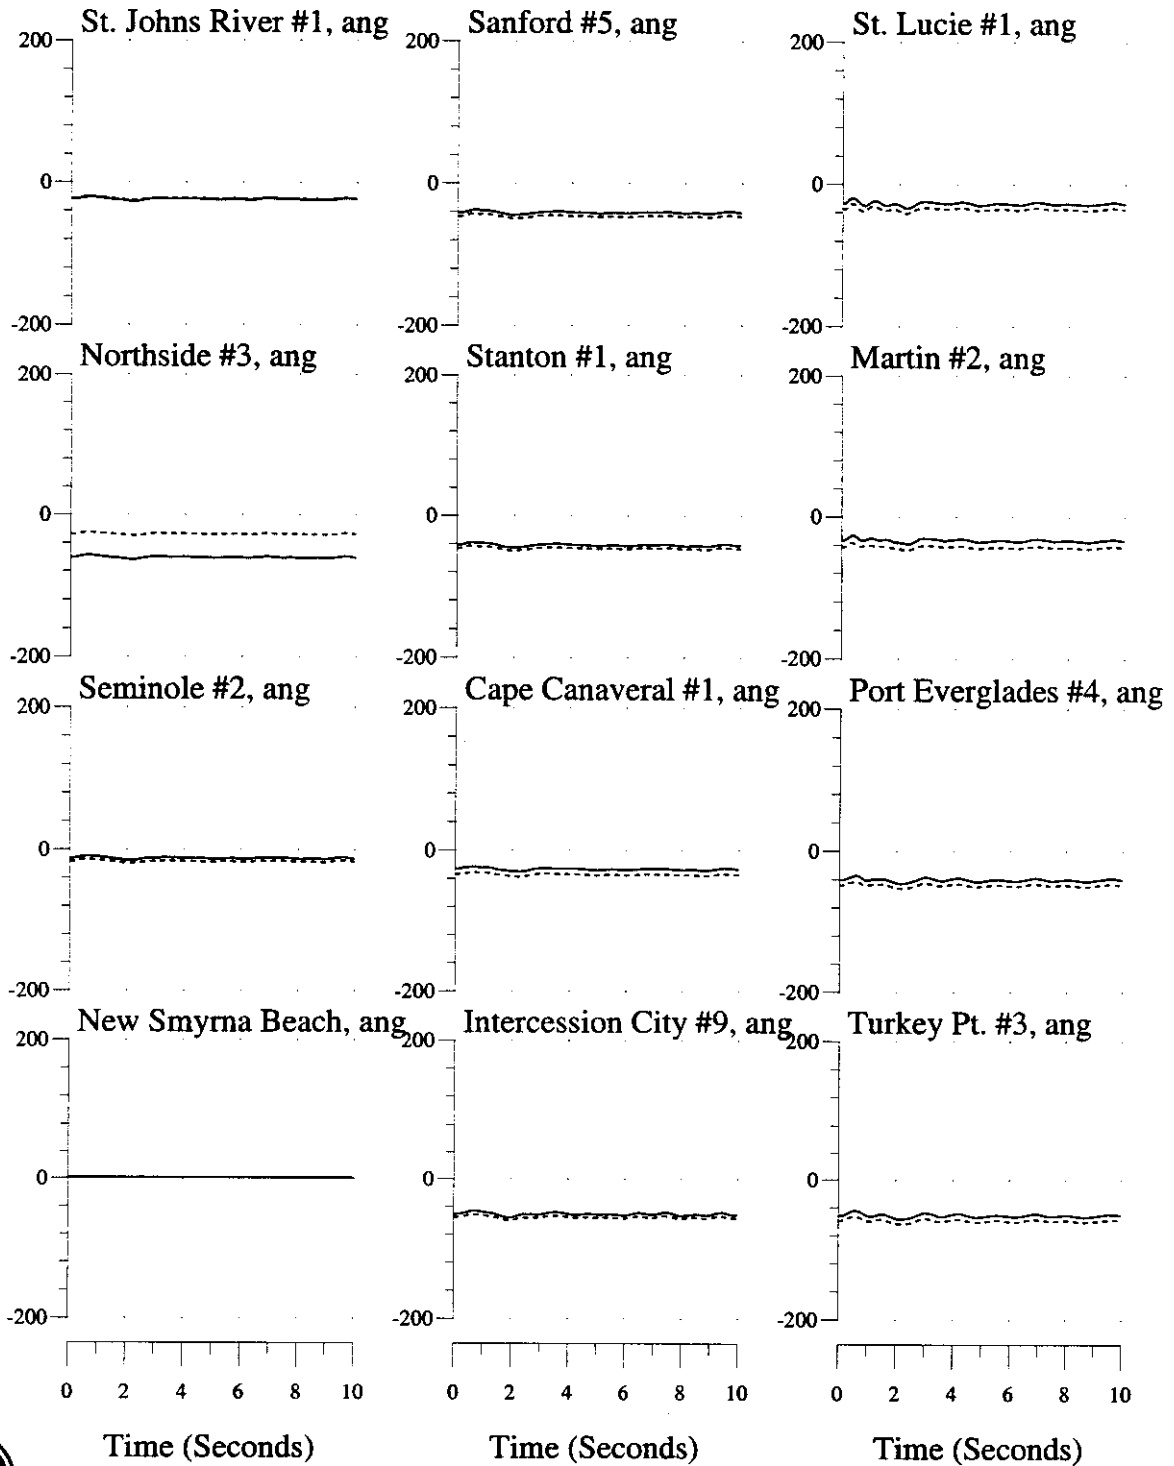 St. Johns River #1, ang
200
0
-200
Sanford #5, ang
200
0
-200
St. Lucie #1, ang
200
0
-200
Northside #3, ang
200
0
-200
Stanton #1, ang
200
0
-200
Martin #2, ang
200
0
-200
Seminole #2, ang
200
0
-200
Cape Canaveral #1, ang
200
0
-200
Port Everglades #4, ang
200
0
-200
New Smyrna Beach, ang
200
0
-200
Intercession City #9, ang
200
0
-200
Turkey Pt. #3, ang
200
0
-200
0 2 4 6 8 10
Time (Seconds)
0 2 4 6 8 10
Time (Seconds)
0 2 4 6 8 10
Time (Seconds)